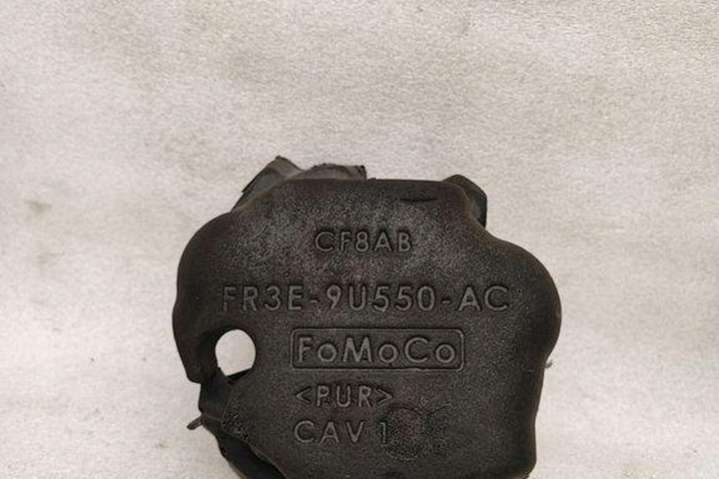 CF8AB
FR3E-9U550-AC
FoMoCo
<PUR>
CAV 1